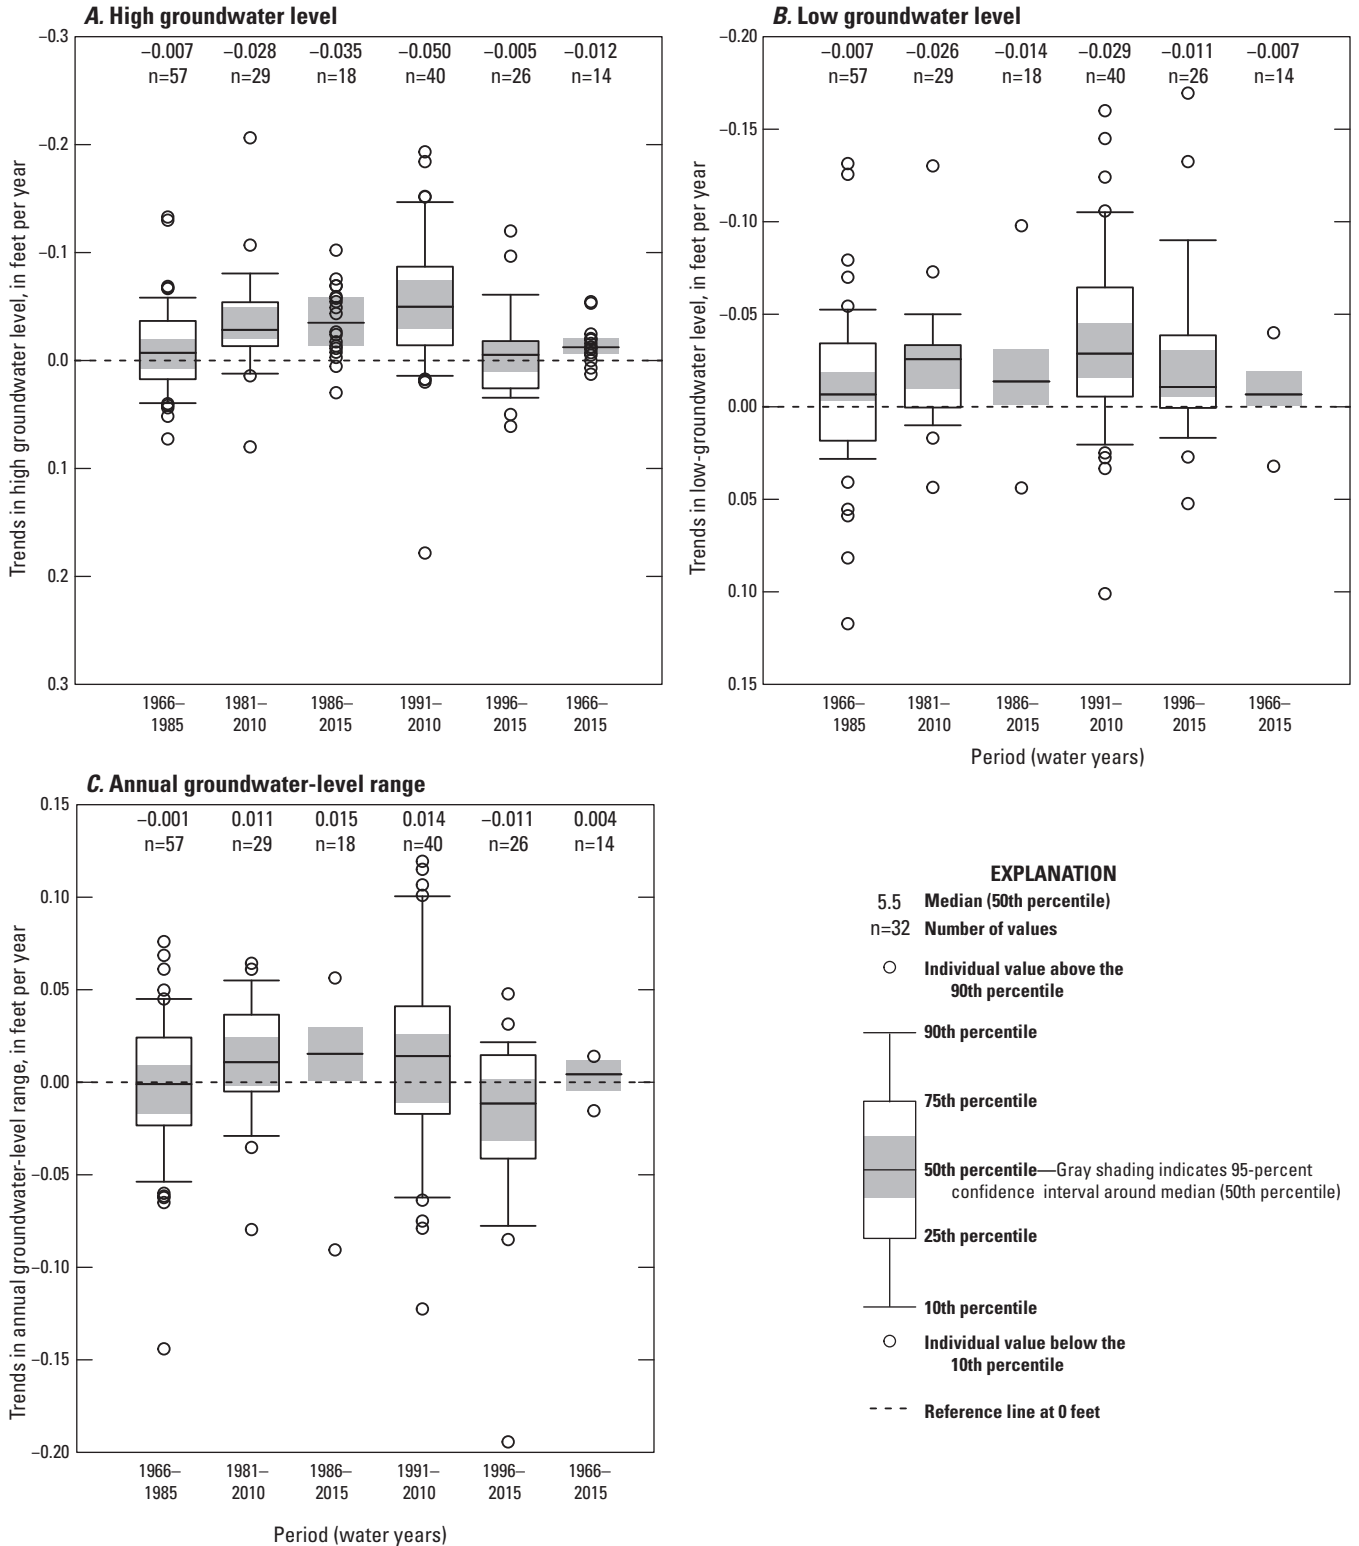 A. High groundwater level
−0.007 −0.028 −0.035 −0.050 −0.005 −0.012
n=57 n=29 n=18 n=40 n=26 n=14
Trends in high groundwater level, in feet per year
−0.3
−0.2
−0.1
0.0
0.1
0.2
0.3
1966– 1981– 1986– 1991– 1996– 1966–
1985 2010 2015 2010 2015 2015
B. Low groundwater level
−0.007 −0.026 −0.014 −0.029 −0.011 −0.007
n=57 n=29 n=18 n=40 n=26 n=14
Trends in low-groundwater level, in feet per year
−0.20
−0.15
−0.10
−0.05
0.00
0.05
0.10
0.15
1966– 1981– 1986– 1991– 1996– 1966–
1985 2010 2015 2010 2015 2015
Period (water years)
C. Annual groundwater-level range
−0.001 0.011 0.015 0.014 −0.011 0.004
n=57 n=29 n=18 n=40 n=26 n=14
Trends in annual groundwater-level range, in feet per year
0.15
0.10
0.05
0.00
−0.05
−0.10
−0.15
−0.20
1966– 1981– 1986– 1991– 1996– 1966–
1985 2010 2015 2010 2015 2015
Period (water years)
EXPLANATION
5.5 Median (50th percentile)
n=32 Number of values
Individual value above the
90th percentile
90th percentile
75th percentile
50th percentile—Gray shading indicates 95-percent
confidence interval around median (50th percentile)
25th percentile
10th percentile
Individual value below the
10th percentile
Reference line at 0 feet